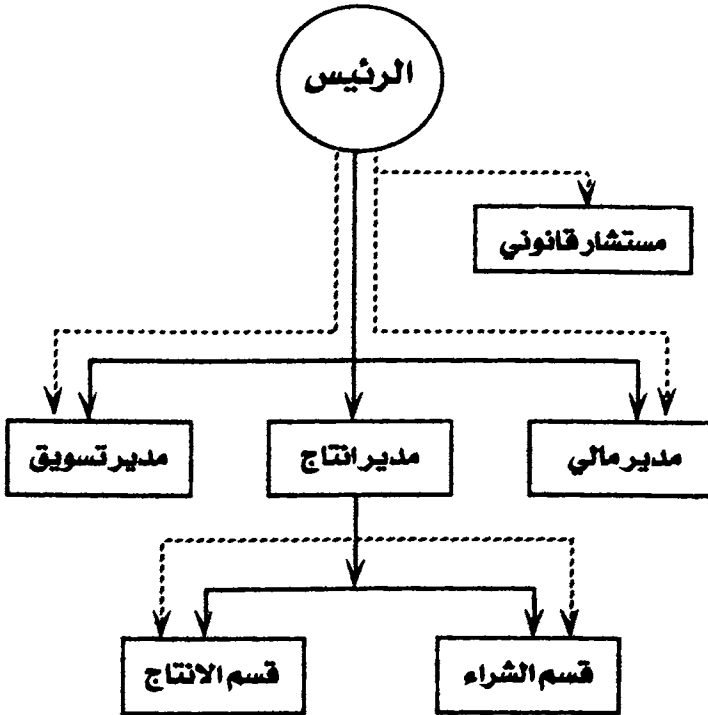 الرئيس
مستشار قانوني
مدير مالي
مدير انتاج
مدير تسويق
قسم الشراء
قسم الانتاج